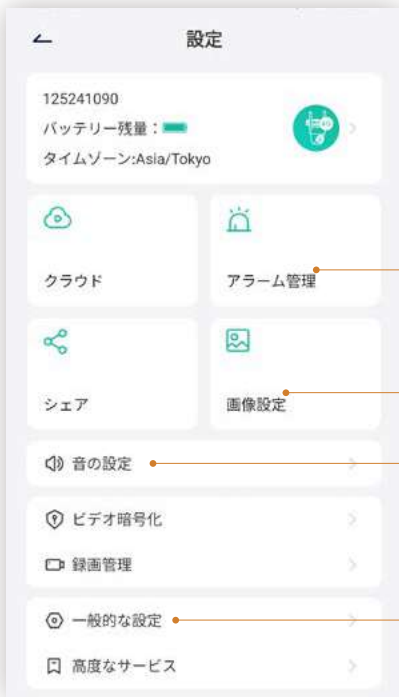 設定
125241090
バッテリー残量：
タイムゾーン:Asia/Tokyo
クラウド
アラーム管理
シェア
画像設定
音の設定
ビデオ暗号化
録画管理
一般的な設定
高度なサービス